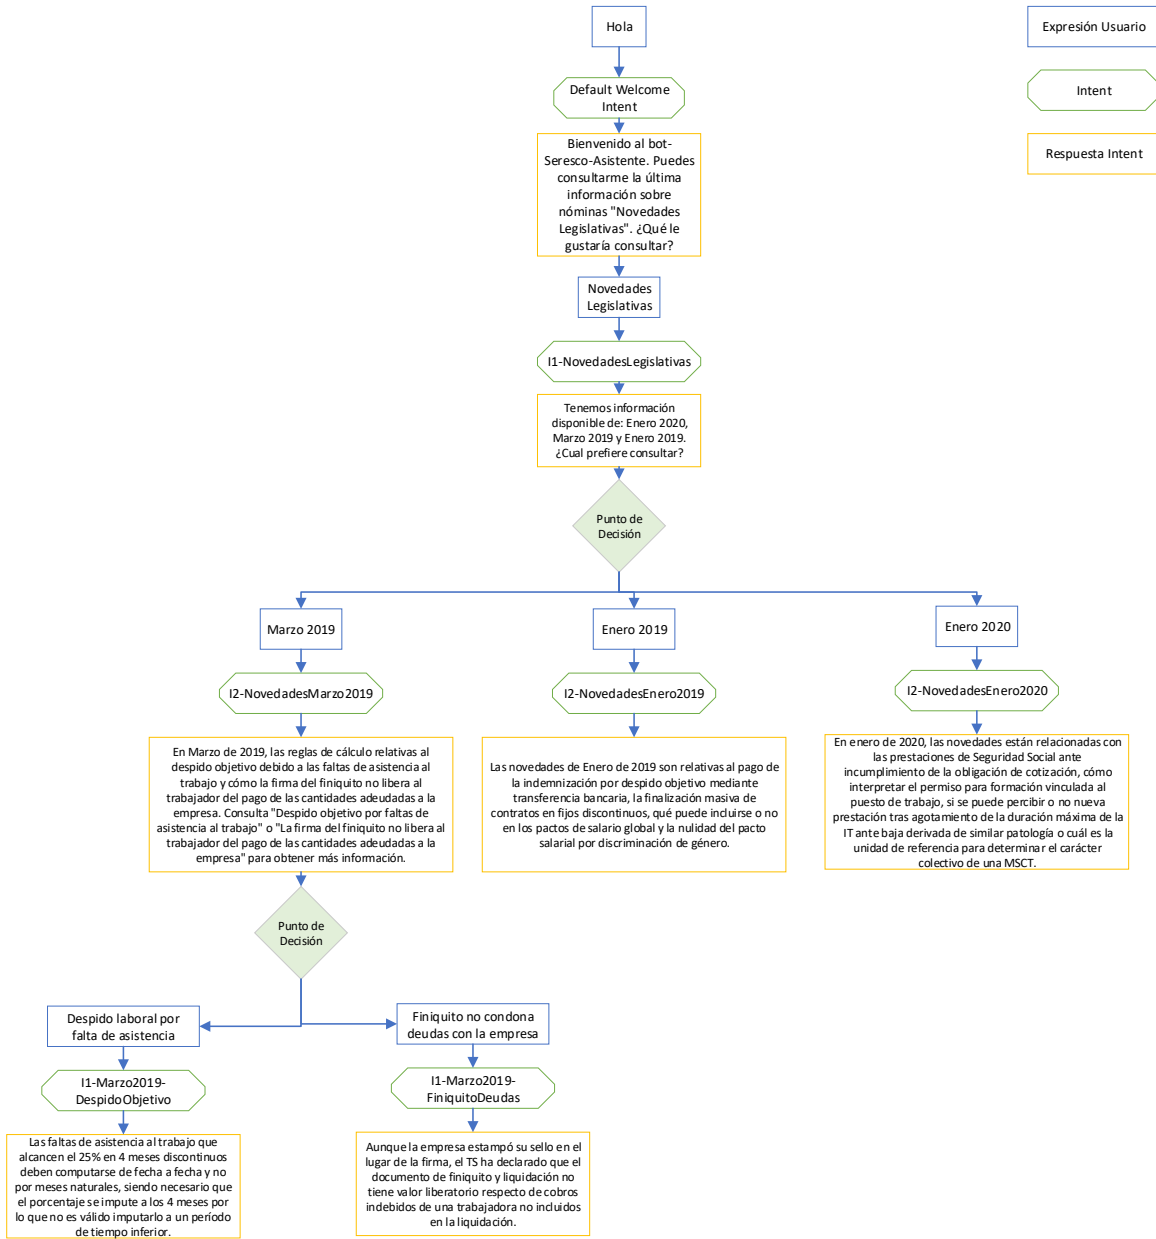 Hola
Expresión Usuario
Default Welcome
Intent
Intent
Bienvenido al bot-
Seresco-Asistente. Puedes
consultarme la última
información sobre
nóminas "Novedades
Legislativas". ¿Qué le
gustaría consultar?
Respuesta Intent
Novedades
Legislativas
I1-NovedadesLegislativas
Tenemos información
disponible de: Enero 2020,
Marzo 2019 y Enero 2019.
¿Cual prefiere consultar?
Punto de
Decisión
Marzo 2019
Enero 2019
Enero 2020
I2-NovedadesMarzo2019
I2-NovedadesEnero2019
I2-NovedadesEnero2020
En Marzo de 2019, las reglas de cálculo relativas al
despido objetivo debido a las faltas de asistencia al
trabajo y cómo la firma del finiquito no libera al
trabajador del pago de las cantidades adeudadas a la
empresa. Consulta "Despido objetivo por faltas de
asistencia al trabajo" o "La firma del finiquito no libera al
trabajador del pago de las cantidades adeudadas a la
empresa" para obtener más información.
Las novedades de Enero de 2019 son relativas al pago de
la indemnización por despido objetivo mediante
transferencia bancaria, la finalización masiva de
contratos en fijos discontinuos, qué puede incluirse o no
en los pactos de salario global y la nulidad del pacto
salarial por discriminación de género.
En enero de 2020, las novedades están relacionadas con
las prestaciones de Seguridad Social ante
incumplimiento de la obligación de cotización, cómo
interpretar el permiso para formación vinculada al
puesto de trabajo, si se puede percibir o no nueva
prestación tras agotamiento de la duración máxima de la
IT ante baja derivada de similar patología o cuál es la
unidad de referencia para determinar el carácter
colectivo de una MSCT.
Punto de
Decisión
Despido laboral por
falta de asistencia
Finiquito no condona
deudas con la empresa
I1-Marzo2019-
DespidoObjetivo
I1-Marzo2019-
FiniquitoDeudas
Las faltas de asistencia al trabajo que
alcancen el 25% en 4 meses discontinuos
deben computarse de fecha a fecha y no
por meses naturales, siendo necesario que
el porcentaje se impute a los 4 meses por
lo que no es válido imputarlo a un período
de tiempo inferior.
Aunque la empresa estampó su sello en el
lugar de la firma, el TS ha declarado que el
documento de finiquito y liquidación no
tiene valor liberatorio respecto de cobros
indebidos de una trabajadora no incluidos
en la liquidación.